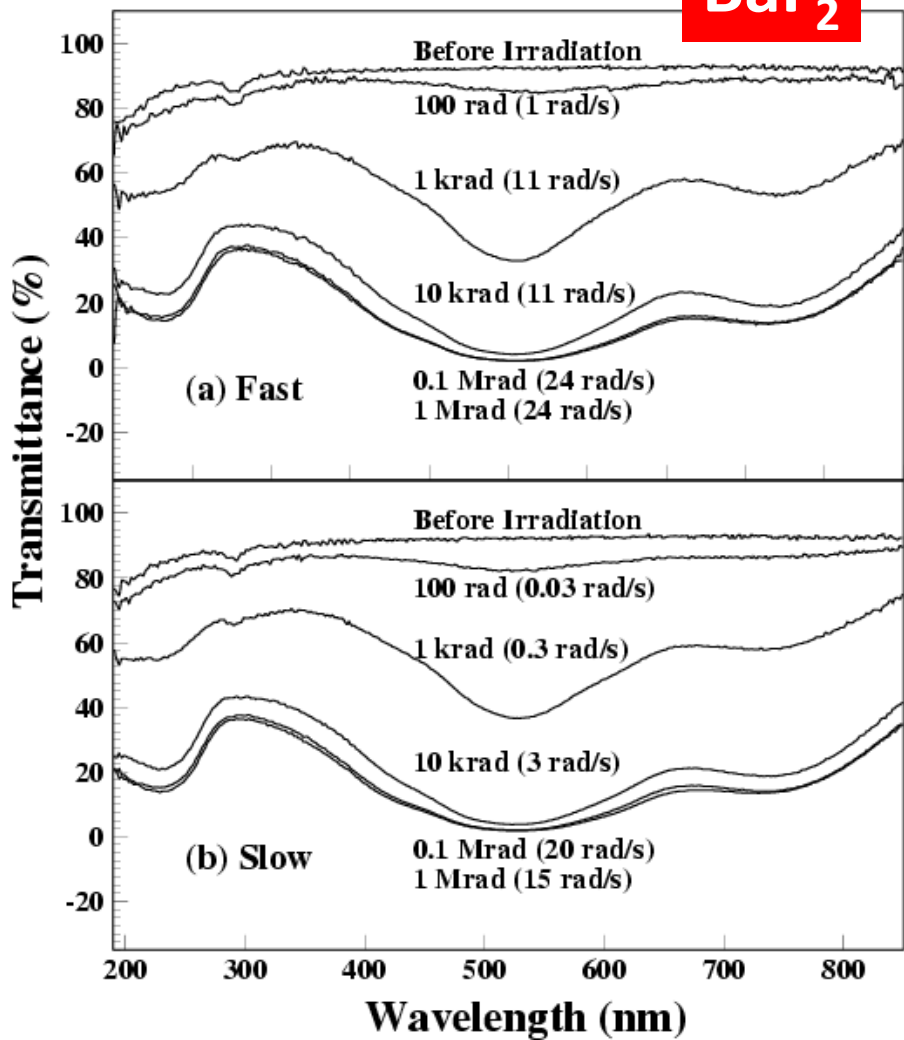 BaF2
100
80
60
40
20
0
-20
Before Irradiation
100 rad (1 rad/s)
1 krad (11 rad/s)
10 krad (11 rad/s)
0.1 Mrad (24 rad/s)
1 Mrad (24 rad/s)
(a) Fast
Transmittance (%)
100
80
60
40
20
0
-20
Before Irradiation
100 rad (0.03 rad/s)
1 krad (0.3 rad/s)
10 krad (3 rad/s)
0.1 Mrad (20 rad/s)
1 Mrad (15 rad/s)
(b) Slow
200 300 400 500 600 700 800
Wavelength (nm)